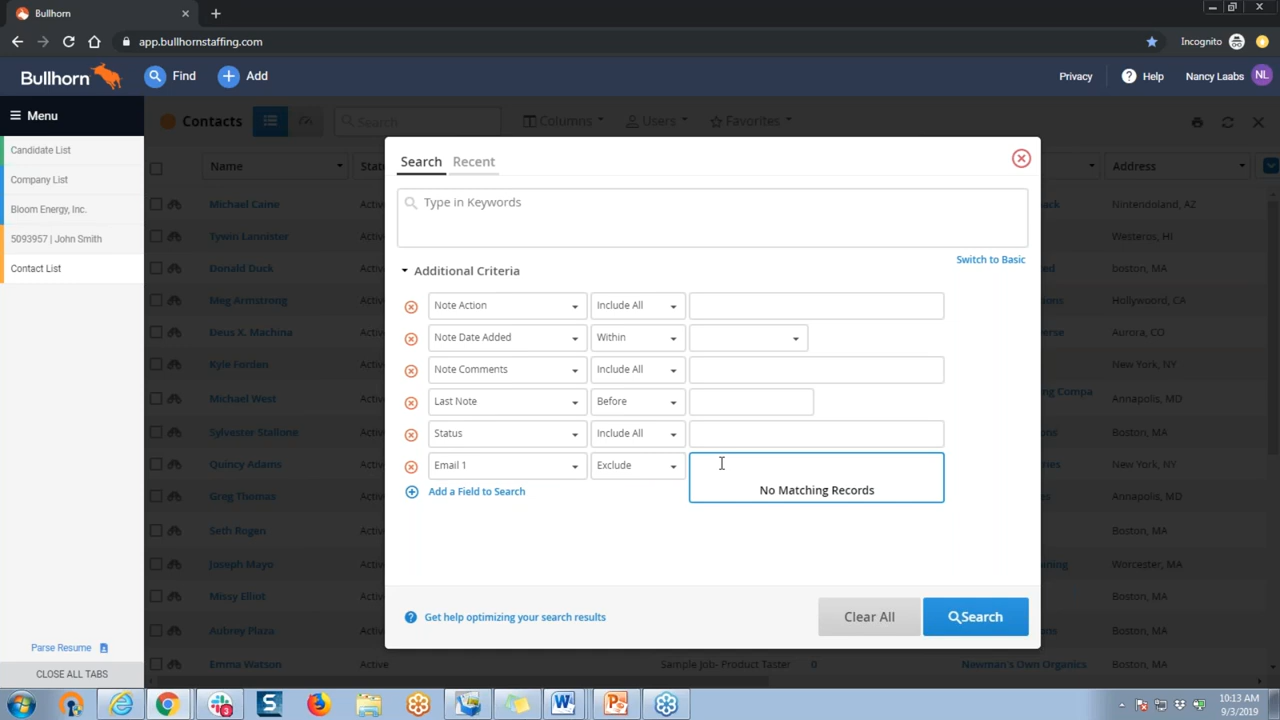 Bullhorn
app.bullhornstaffing.com
Incognito
Bullhorn
Find
Add
Privacy
Help
Nancy Laabs
NL
Menu
Candidate List
Company List
Bloom Energy, Inc.
5093957 | John Smith
Contact List
Parse Resume
CLOSE ALL TABS
Contacts
Search
Columns
Users
Favorites
Name
Address
Michael Caine
Nintendoland, AZ
Tywin Lannister
Westeros, HI
Donald Duck
boston, MA
Meg Armstrong
Hollywoord, CA
Deus X. Machina
Aurora, CO
Kyle Forden
New York, NY
Michael West
Annapolis, MD
Sylvester Stallone
Boston, MA
Quincy Adams
New York, NY
Greg Thomas
Annapolis, MD
Seth Rogen
Boston, MA
Joseph Mayo
Worcester, MA
Missy Elliot
Boston, MA
Aubrey Plaza
Boston, MA
Emma Watson
Active
Sample Job- Product Taster
0
Newman's Own Organics
Boston, MA
Search
Recent
Type in Keywords
Switch to Basic
Additional Criteria
Note Action
Include All
Note Date Added
Within
Note Comments
Include All
Last Note
Before
Status
Include All
Email 1
Exclude
No Matching Records
Add a Field to Search
Get help optimizing your search results
Clear All
Search
10:13 AM
9/3/2019